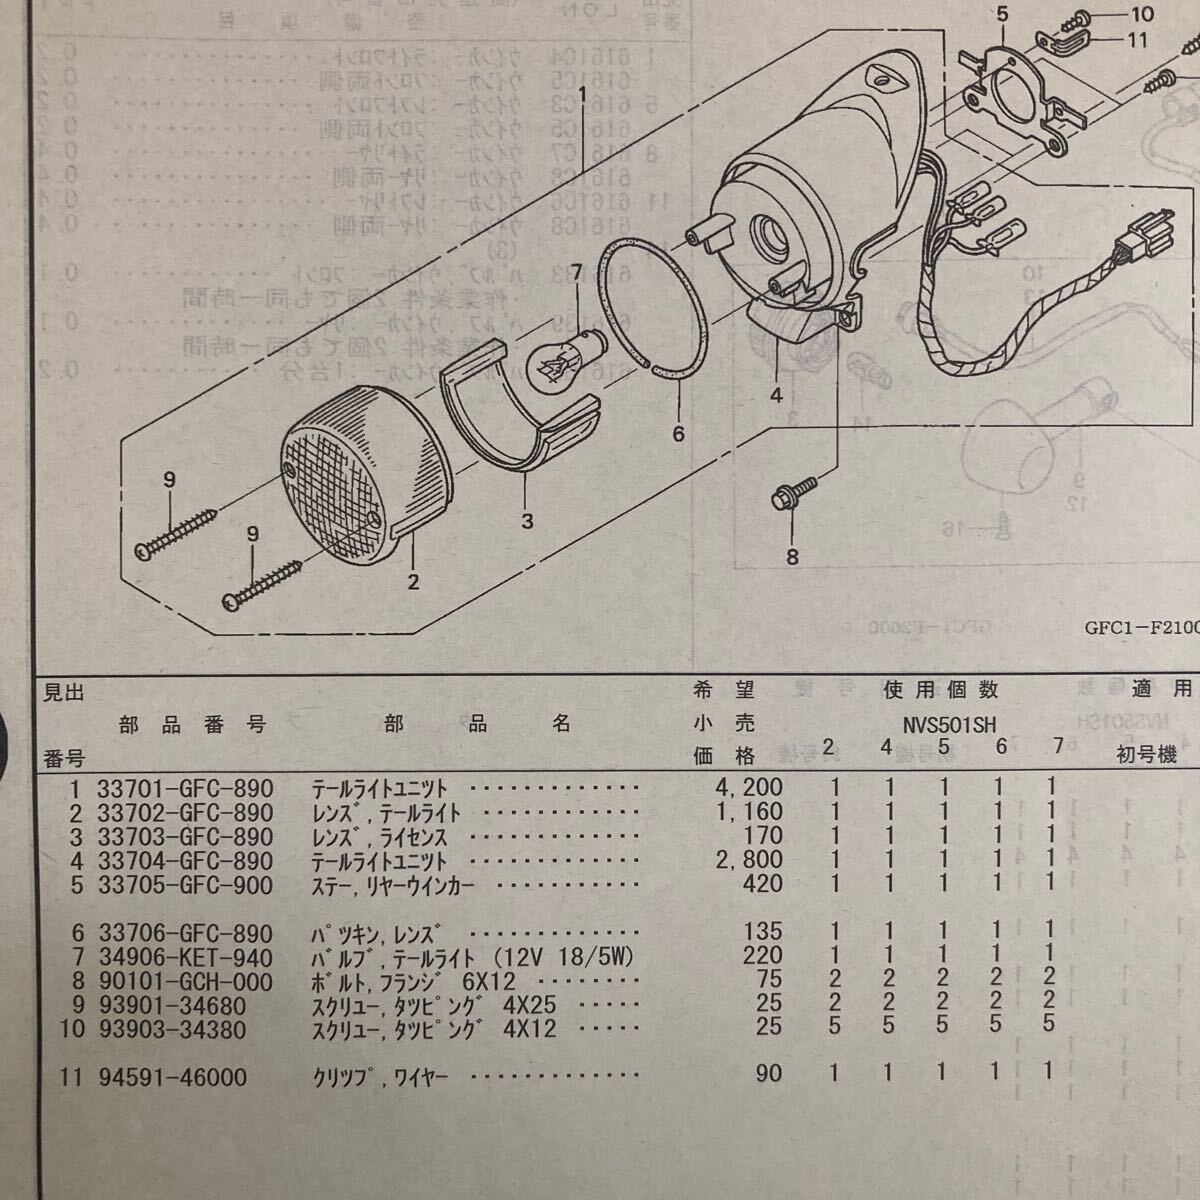 5
10
11
1
7
4
6
3
9
9
8
2
GFC1-F2100
見出
番号
部品番号
部品名
希望
小売
価格
使用個数
NVS501SH
2 4 5 6 7
適用
初号機
1 33701-GFC-890 テールライトユニツト ············· 4,200 1 1 1 1 1
2 33702-GFC-890 レンズ,テールライト ············ 1,160 1 1 1 1 1
3 33703-GFC-890 レンズ,ライセンス ············· 170 1 1 1 1 1
4 33704-GFC-890 テールライトユニツト ············· 2,800 1 1 1 1 1
5 33705-GFC-900 ステー,リヤーウインカー ··········· 420 1 1 1 1 1
6 33706-GFC-890 パツキン,レンズ ············· 135 1 1 1 1 1
7 34906-KET-940 バルブ,テールライト (12V 18/5W) 220 1 1 1 1 1
8 90101-GCH-000 ボルト,フランジ 6X12 ········ 75 2 2 2 2 2
9 93901-34680 スクリユー,タツピング 4X25 ····· 25 2 2 2 2 2
10 93903-34380 スクリユー,タツピング 4X12 ····· 25 5 5 5 5 5
11 94591-46000 クリツプ,ワイヤー ············· 90 1 1 1 1 1